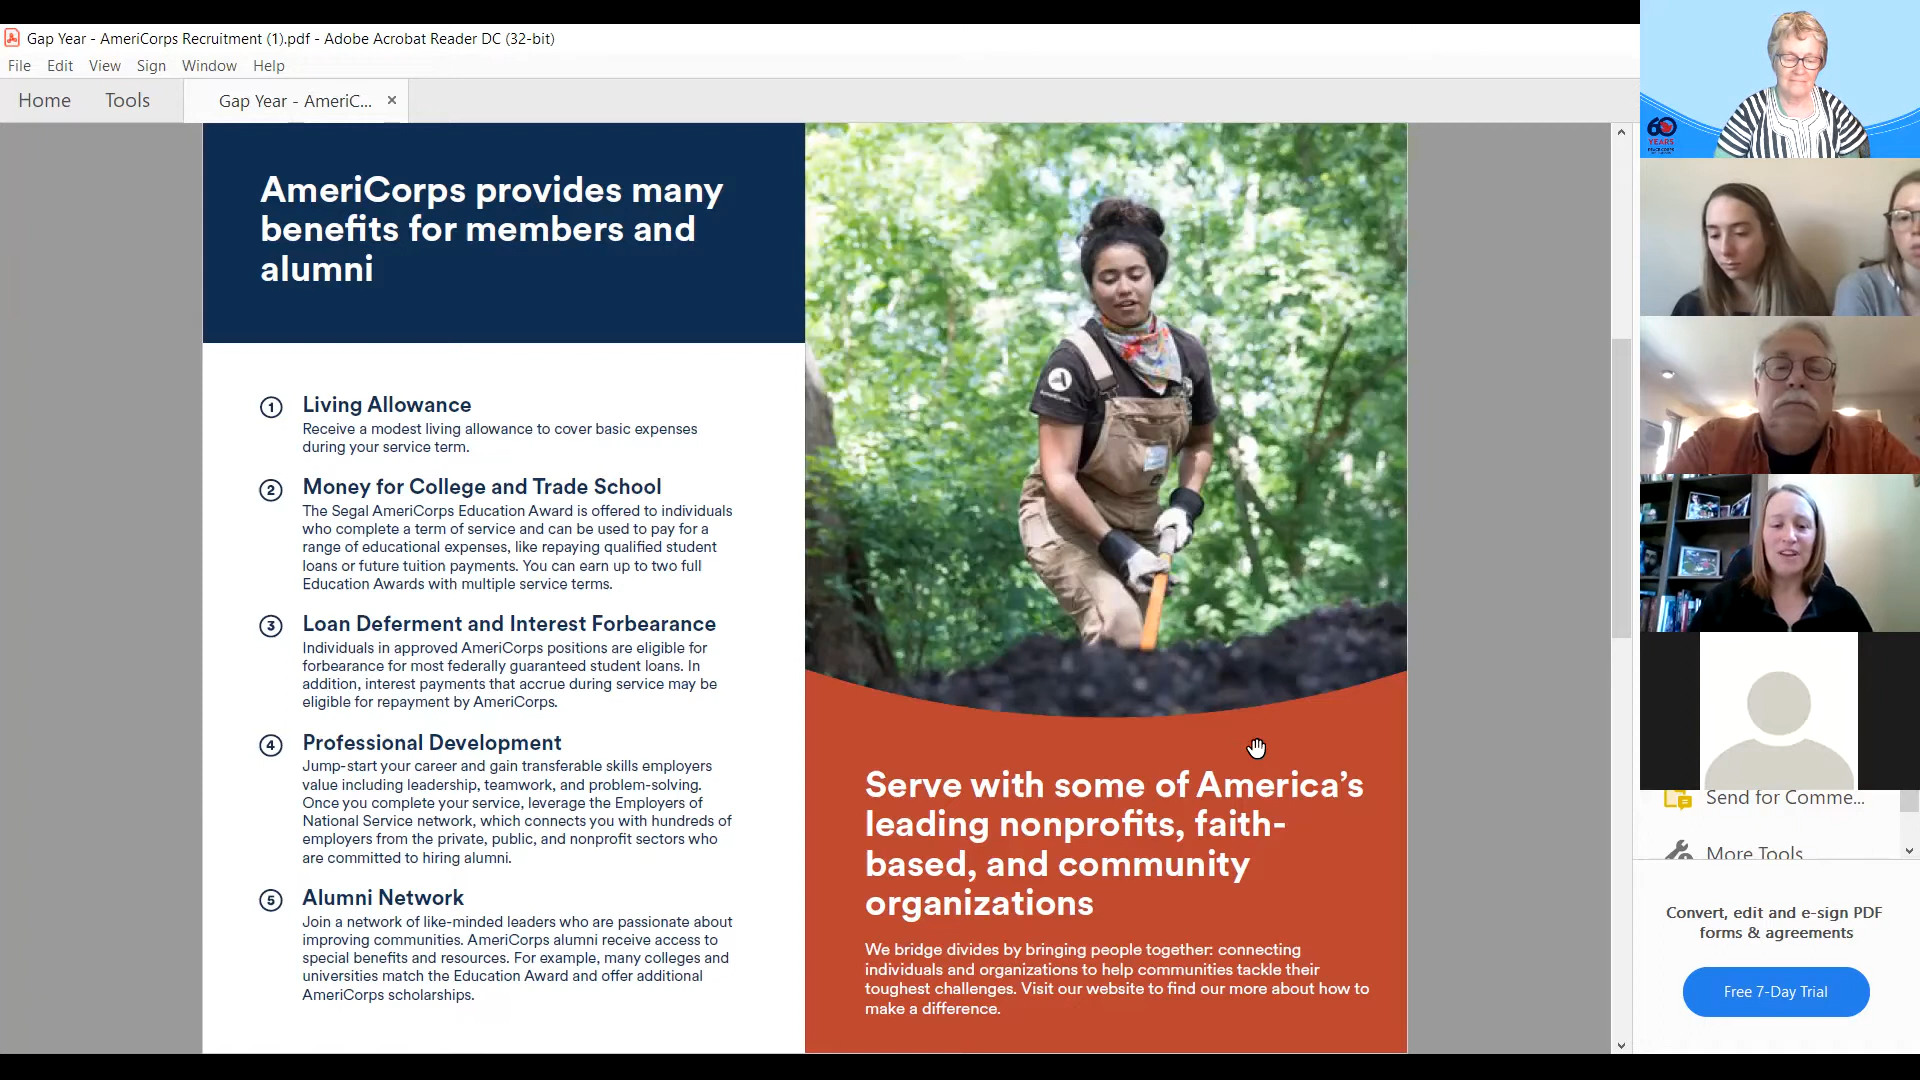 Gap Year - AmeriCorps Recruitment (1).pdf - Adobe Acrobat Reader DC (32-bit)
File Edit View Sign Window Help
Home Tools Gap Year - AmeriC... ×
AmeriCorps provides many
benefits for members and
alumni
1 Living Allowance
Receive a modest living allowance to cover basic expenses
during your service term.
2 Money for College and Trade School
The Segal AmeriCorps Education Award is offered to individuals
who complete a term of service and can be used to pay for a
range of educational expenses, like repaying qualified student
loans or future tuition payments. You can earn up to two full
Education Awards with multiple service terms.
3 Loan Deferment and Interest Forbearance
Individuals in approved AmeriCorps positions are eligible for
forbearance for most federally guaranteed student loans. In
addition, interest payments that accrue during service may be
eligible for repayment by AmeriCorps.
4 Professional Development
Jump-start your career and gain transferable skills employers
value including leadership, teamwork, and problem-solving.
Once you complete your service, leverage the Employers of
National Service network, which connects you with hundreds of
employers from the private, public, and nonprofit sectors who
are committed to hiring alumni.
5 Alumni Network
Join a network of like-minded leaders who are passionate about
improving communities. AmeriCorps alumni receive access to
special benefits and resources. For example, many colleges and
universities match the Education Award and offer additional
AmeriCorps scholarships.
Serve with some of America's
leading nonprofits, faith-
based, and community
organizations
We bridge divides by bringing people together: connecting
individuals and organizations to help communities tackle their
toughest challenges. Visit our website to find our more about how to
make a difference.
60
YEARS
Send for Comme...
More Tools
Convert, edit and e-sign PDF
forms & agreements
Free 7-Day Trial